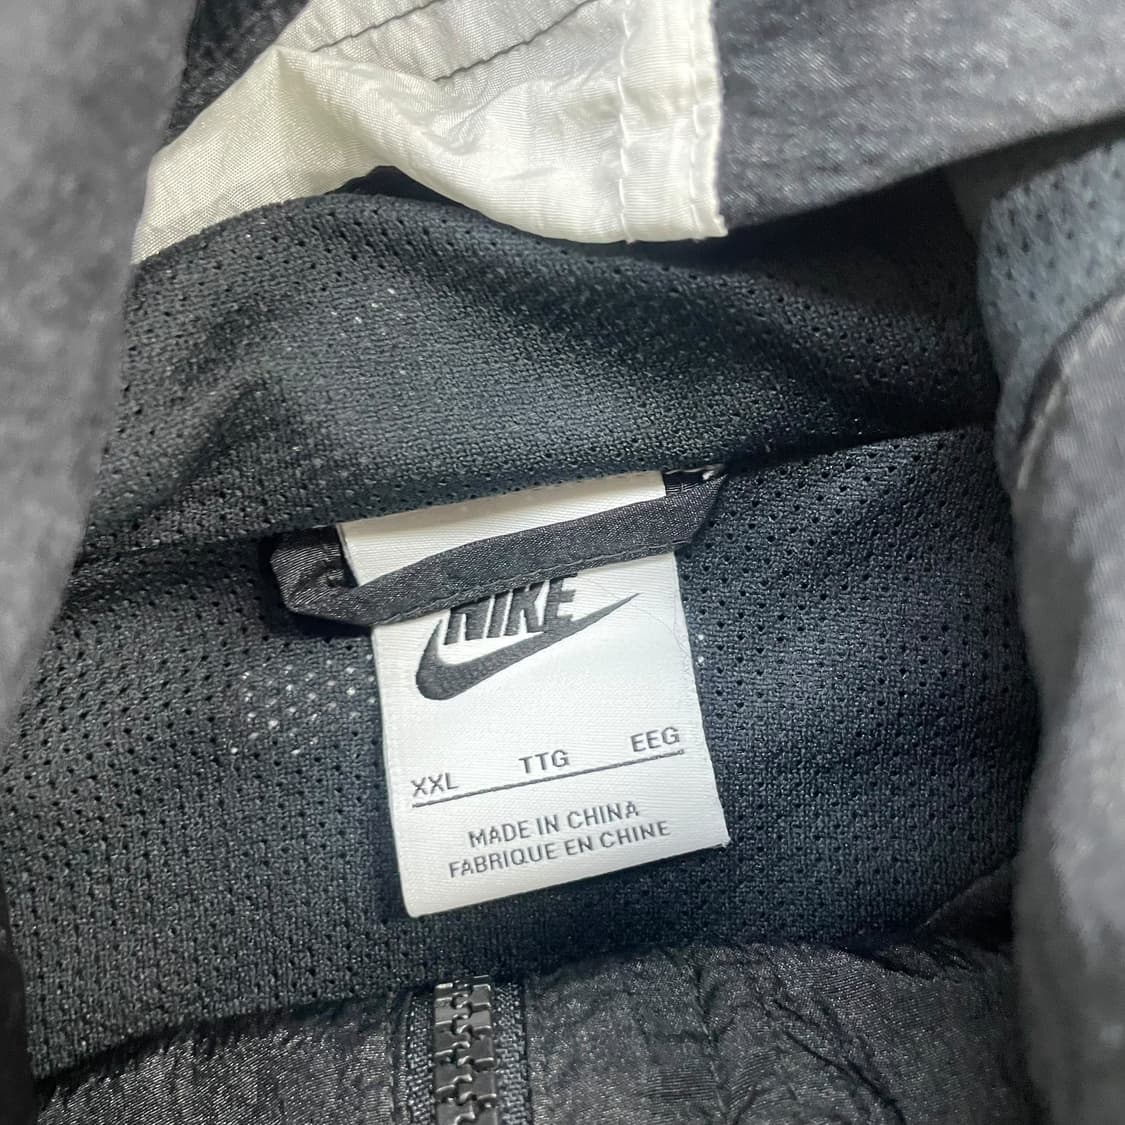 NIKE
XXL TTG EEG
MADE IN CHINA
FABRIQUE EN CHINE